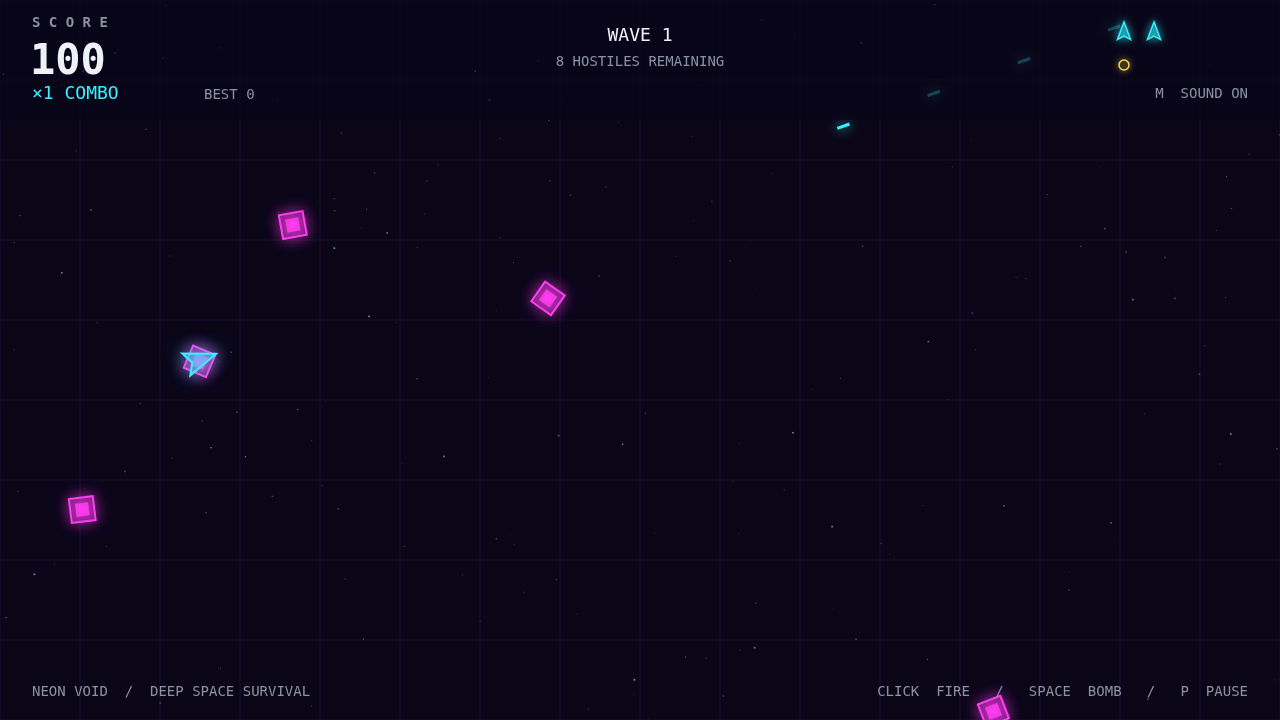 SCORE
100
×1 COMBO
BEST 0
WAVE 1
8 HOSTILES REMAINING
M SOUND ON
NEON VOID / DEEP SPACE SURVIVAL
CLICK FIRE / SPACE BOMB / P PAUSE